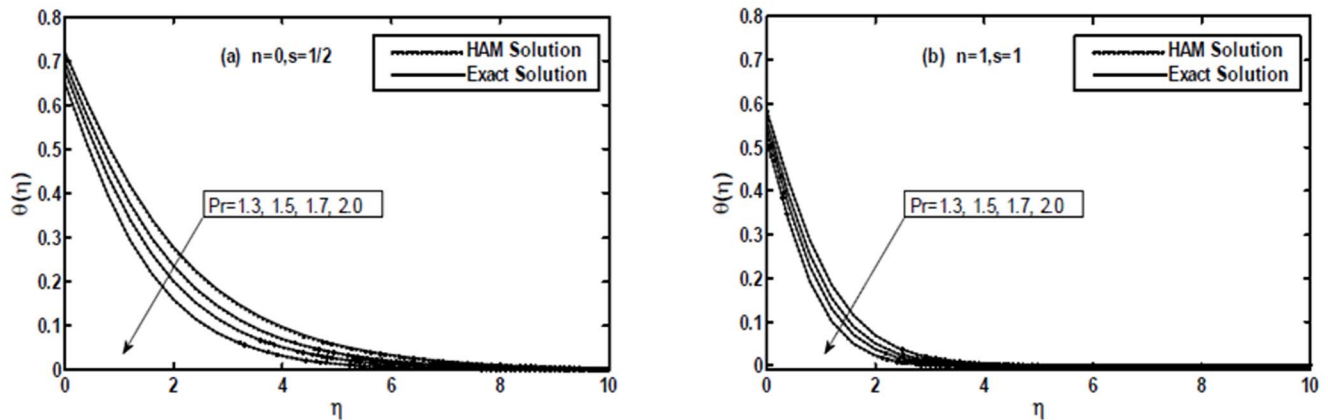 0.8
0.7
0.6
0.5
0.4
0.3
0.2
0.1
0
θ(η)
(a) n=0,s=1/2
HAM Solution
Exact Solution
Pr=1.3, 1.5, 1.7, 2.0
0 2 4 6 8 10
η
0.8
0.7
0.6
0.5
0.4
0.3
0.2
0.1
0
θ(η)
(b) n=1,s=1
HAM Solution
Exact Solution
Pr=1.3, 1.5, 1.7, 2.0
0 2 4 6 8 10
η